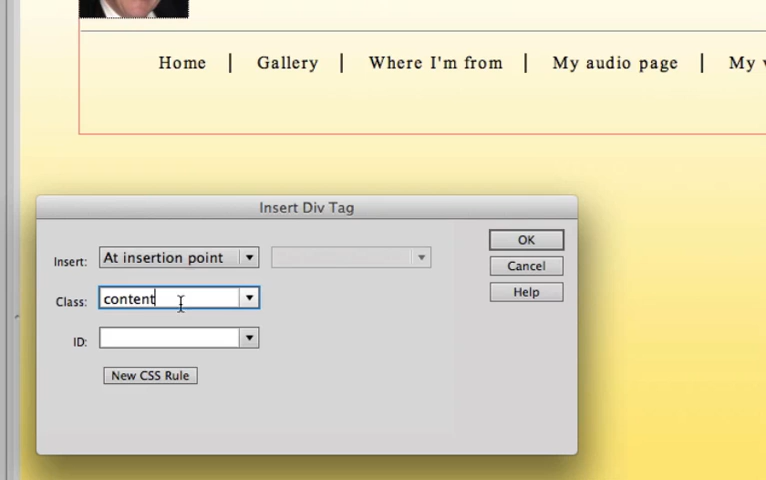 Home | Gallery | Where I'm from | My audio page | My
Insert Div Tag
Insert: At insertion point
OK
Cancel
Class: content
Help
ID:
New CSS Rule